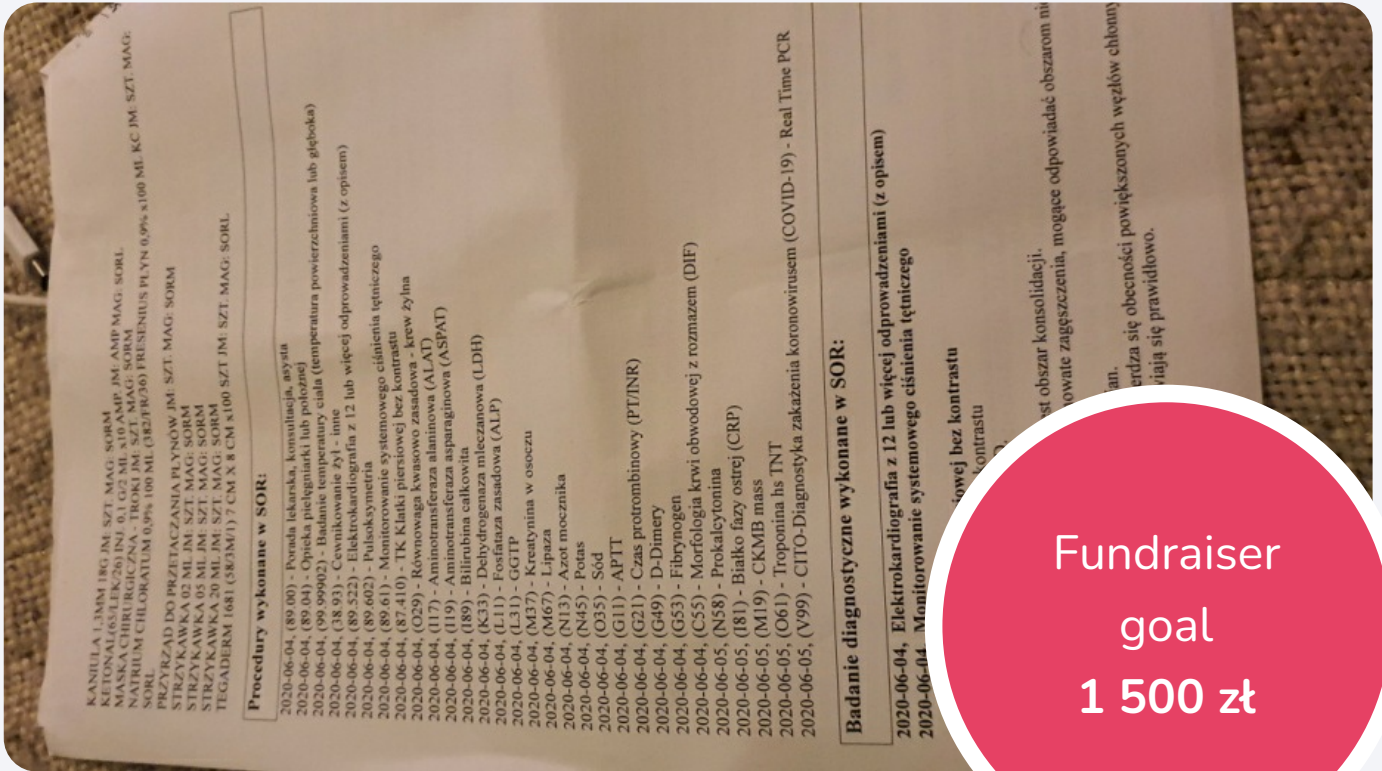 KANIULA 1,3MM 18G JM: SZT. MAG: SORM
KETONAL(65/LEK/26) INJ. 0,1 G/2 ML x10 AMP. JM: AMP MAG: SORL
MASKA CHIRURGICZNA - TROKI JM: SZT. MAG: SORM
NATRIUM CHLORATUM 0,9% 100 ML (382/FR/36) FRESENIUS PŁYN 0,9% x100 ML KC JM: SZT. MAG:
SORL
PRZYRZĄD DO PRZETACZANIA PŁYNÓW JM: SZT. MAG: SORM
STRZYKAWKA 02 ML JM: SZT. MAG: SORM
STRZYKAWKA 05 ML JM: SZT. MAG: SORM
STRZYKAWKA 20 ML JM: SZT. MAG: SORM
TEGADERM 1681 (58/3M/1) 7 CM X 8 CM x100 SZT JM: SZT. MAG: SORL
Procedury wykonane w SOR:
2020-06-04, (89.00) - Porada lekarska, konsultacja, asysta
2020-06-04, (89.04) - Opieka pielęgniarki lub położnej
2020-06-04, (99.99902) - Badanie temperatury ciała (temperatura powierzchniowa lub głęboka)
2020-06-04, (38.93) - Cewnikowanie żył - inne
2020-06-04, (89.522) - Elektrokardiografia z 12 lub więcej odprowadzeniami (z opisem)
2020-06-04, (89.602) - Pulsoksymetria
2020-06-04, (89.61) - Monitorowanie systemowego ciśnienia tętniczego
2020-06-04, (87.410) - TK Klatki piersiowej bez kontrastu
2020-06-04, (O29) - Równowaga kwasowo zasadowa - krew żylna
2020-06-04, (I17) - Aminotransferaza alaninowa (ALAT)
2020-06-04, (I19) - Aminotransferaza asparaginowa (ASPAT)
2020-06-04, (I89) - Bilirubina całkowita
2020-06-04, (K33) - Dehydrogenaza mleczanowa (LDH)
2020-06-04, (L11) - Fosfataza zasadowa (ALP)
2020-06-04, (L31) - GGTP
2020-06-04, (M37) - Kreatynina w osoczu
2020-06-04, (M67) - Lipaza
2020-06-04, (N13) - Azot mocznika
2020-06-04, (N45) - Potas
2020-06-04, (O35) - Sód
2020-06-04, (G11) - APTT
2020-06-04, (G21) - Czas protrombinowy (PT/INR)
2020-06-04, (G49) - D-Dimery
2020-06-04, (G53) - Fibrynogen
2020-06-04, (C55) - Morfologia krwi obwodowej z rozmazem (DIF)
2020-06-05, (N58) - Prokalcytonina
2020-06-05, (I81) - Białko fazy ostrej (CRP)
2020-06-05, (M19) - CKMB mass
2020-06-05, (O61) - Troponina hs TNT
2020-06-05, (V99) - CITO-Diagnostyka zakażenia koronowirusem (COVID-19) - Real Time PCR
Badanie diagnostyczne wykonane w SOR:
2020-06-04, Elektrokardiografia z 12 lub więcej odprowadzeniami (z opisem)
2020-06-04, Monitorowanie systemowego ciśnienia tętniczego
bez kontrastu
kontrastu
obszar konsolidacji.
zagęszczenia, mogące odpowiadać obszarom
się obecności powiększonych węzłów
się prawidłowo.
Fundraiser
goal
1 500 zł